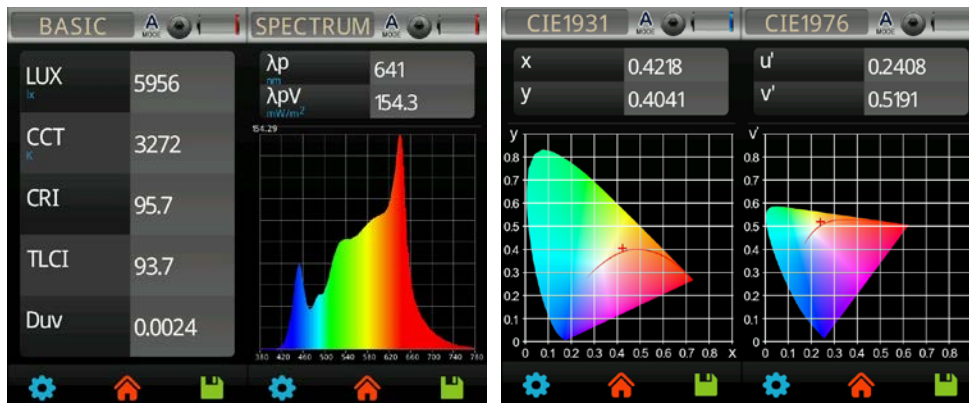 BASIC
A
MODE
LUX
lx
5956
CCT
K
3272
CRI
95.7
TLCI
93.7
Duv
0.0024
SPECTRUM
A
MODE
λp
nm
641
λpV
mW/m²
154.3
154.29
380 420 460 500 540 580 620 660 700 740 780
CIE1931
A
MODE
x
0.4218
y
0.4041
y
0.8
0.7
0.6
0.5
0.4
0.3
0.2
0.1
0
0 0.1 0.2 0.3 0.4 0.5 0.6 0.7 0.8 x
CIE1976
A
MODE
u'
0.2408
v'
0.5191
v'
0.8
0.7
0.6
0.5
0.4
0.3
0.2
0.1
0
0 0.1 0.2 0.3 0.4 0.5 0.6 0.7 0.8